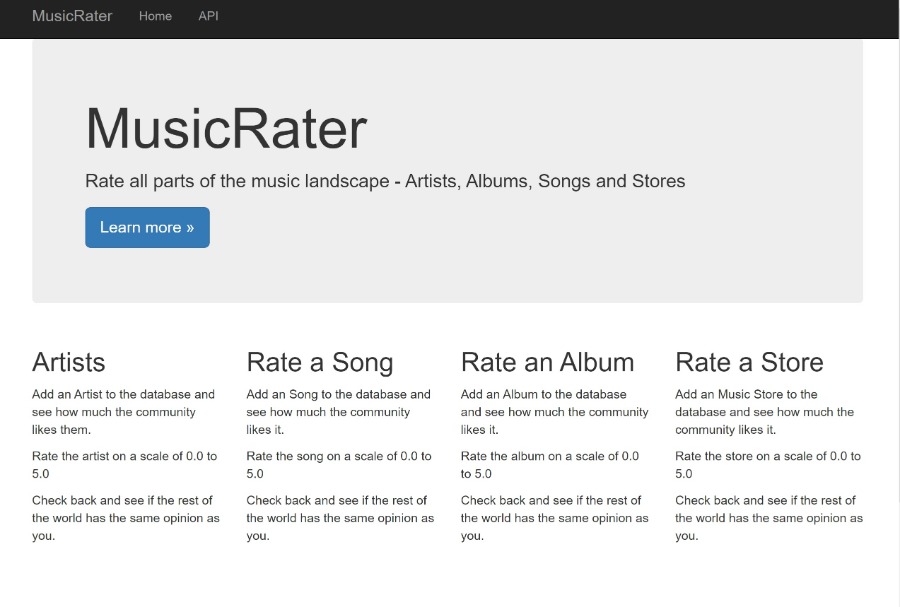 MusicRater Home API
MusicRater
Rate all parts of the music landscape - Artists, Albums, Songs and Stores
Learn more »
Artists
Add an Artist to the database and
see how much the community
likes them.
Rate the artist on a scale of 0.0 to
5.0
Check back and see if the rest of
the world has the same opinion as
you.
Rate a Song
Add an Song to the database and
see how much the community
likes it.
Rate the song on a scale of 0.0 to
5.0
Check back and see if the rest of
the world has the same opinion as
you.
Rate an Album
Add an Album to the database
and see how much the community
likes it.
Rate the album on a scale of 0.0
to 5.0
Check back and see if the rest of
the world has the same opinion as
you.
Rate a Store
Add an Music Store to the
database and see how much the
community likes it.
Rate the store on a scale of 0.0 to
5.0
Check back and see if the rest of
the world has the same opinion as
you.